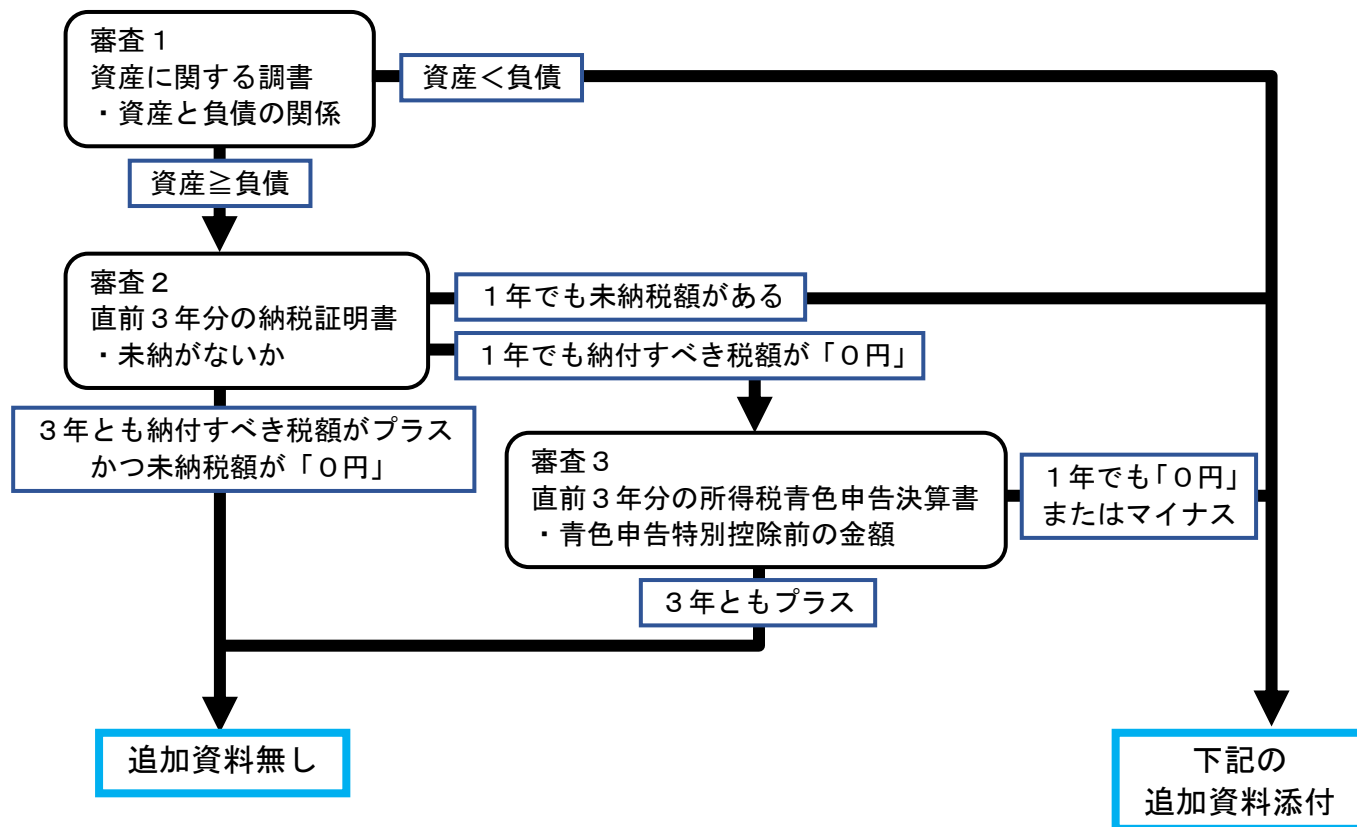 審査１
資産に関する調書
・資産と負債の関係
資産＜負債
資産≧負債
審査２
直前３年分の納税証明書
・未納がないか
１年でも未納税額がある
１年でも納付すべき税額が「０円」
３年とも納付すべき税額がプラス
かつ未納税額が「０円」
審査３
直前３年分の所得税青色申告決算書
・青色申告特別控除前の金額
１年でも「０円」
またはマイナス
３年ともプラス
追加資料無し
下記の
追加資料添付